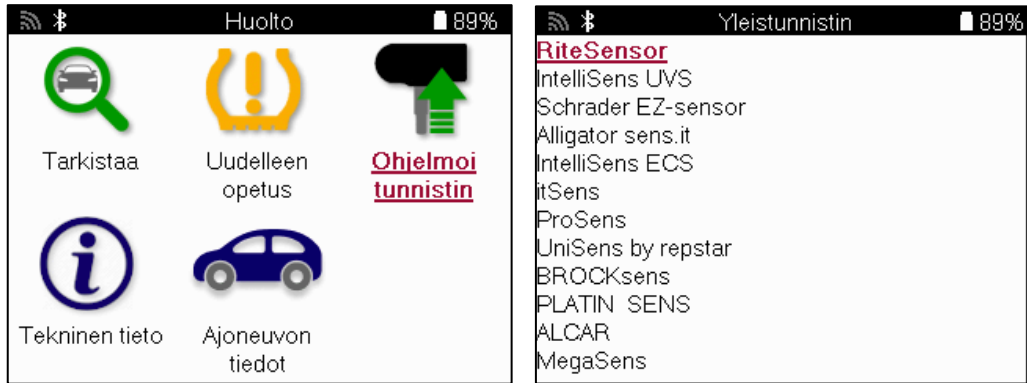 Huolto
89%
Tarkistaa
Uudelleen
opetus
Ohjelmoi
tunnistin
Tekninen tieto
Ajoneuvon
tiedot
Yleistunnistin
89%
RiteSensor
IntelliSens UVS
Schrader EZ-sensor
Alligator sens.it
IntelliSens ECS
itSens
ProSens
UniSens by repstar
BROCKsens
PLATIN SENS
ALCAR
MegaSens